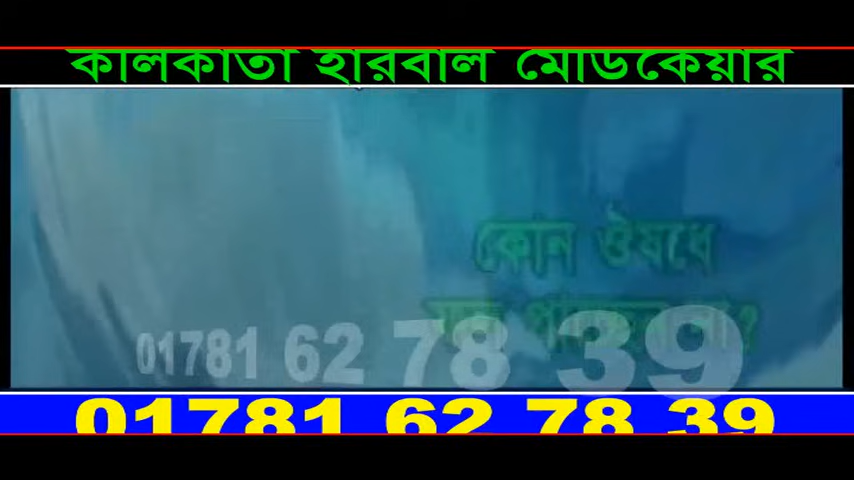 কালকাতা হারবাল মেডিকেয়ার
কোন ঔষধে
01781 62 78 39
01781 62 78 39